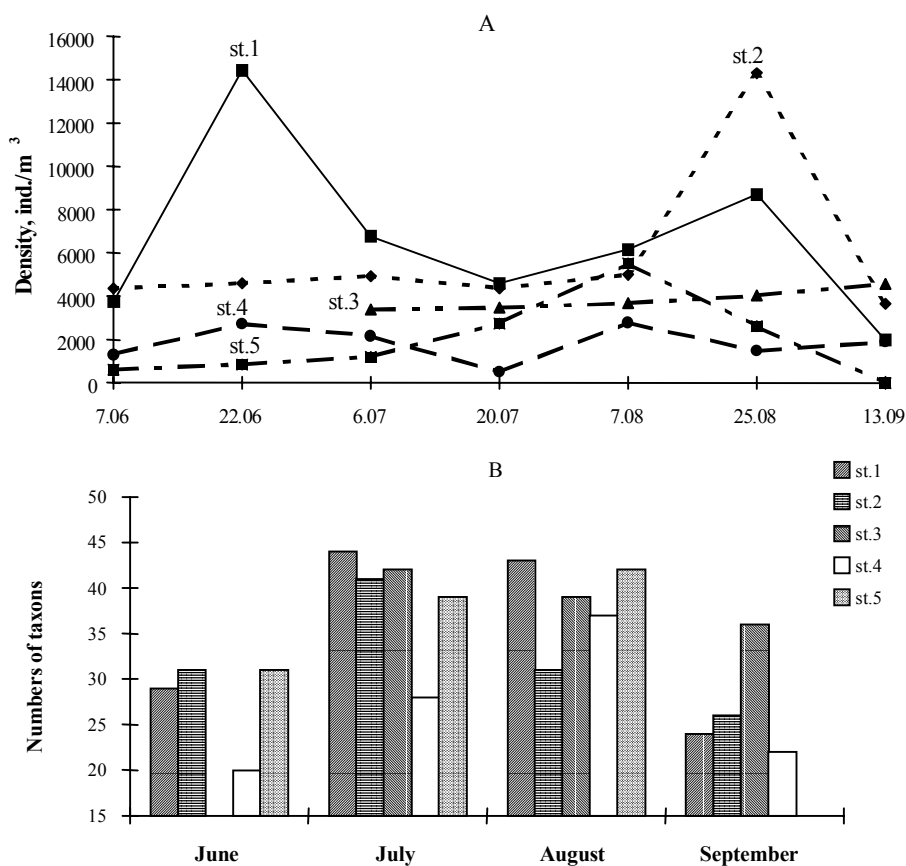 A
16000
14000
12000
10000
8000
6000
4000
2000
0
Density, ind./m³
st.1
st.2
st.3
st.4
st.5
7.06 22.06 6.07 20.07 7.08 25.08 13.09
B
50
45
40
35
30
25
20
15
Numbers of taxons
st.1
st.2
st.3
st.4
st.5
June July August September